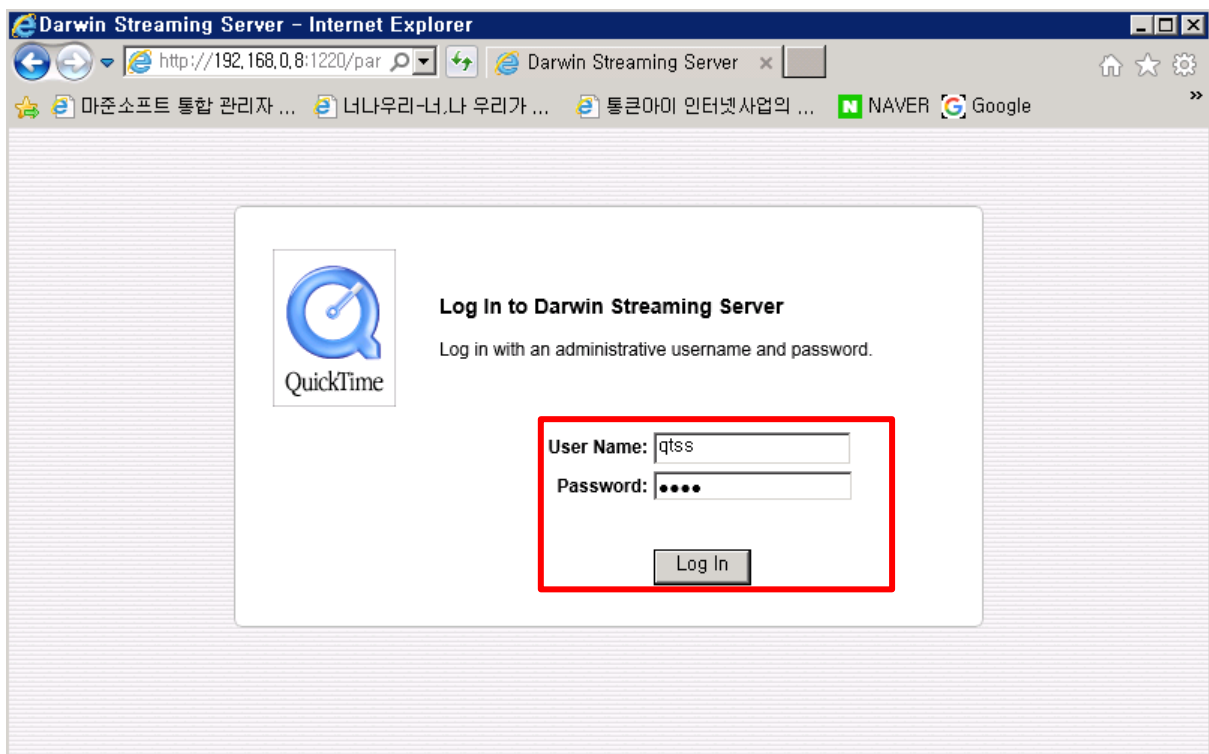 Darwin Streaming Server - Internet Explorer
http://192.168.0.8:1220/par
Darwin Streaming Server
마준소프트 통합 관리자 ...
너나우리-너,나 우리가 ...
통큰아이 인터넷사업의 ...
NAVER
Google
QuickTime
Log In to Darwin Streaming Server
Log in with an administrative username and password.
User Name: qtss
Password: ••••
Log In